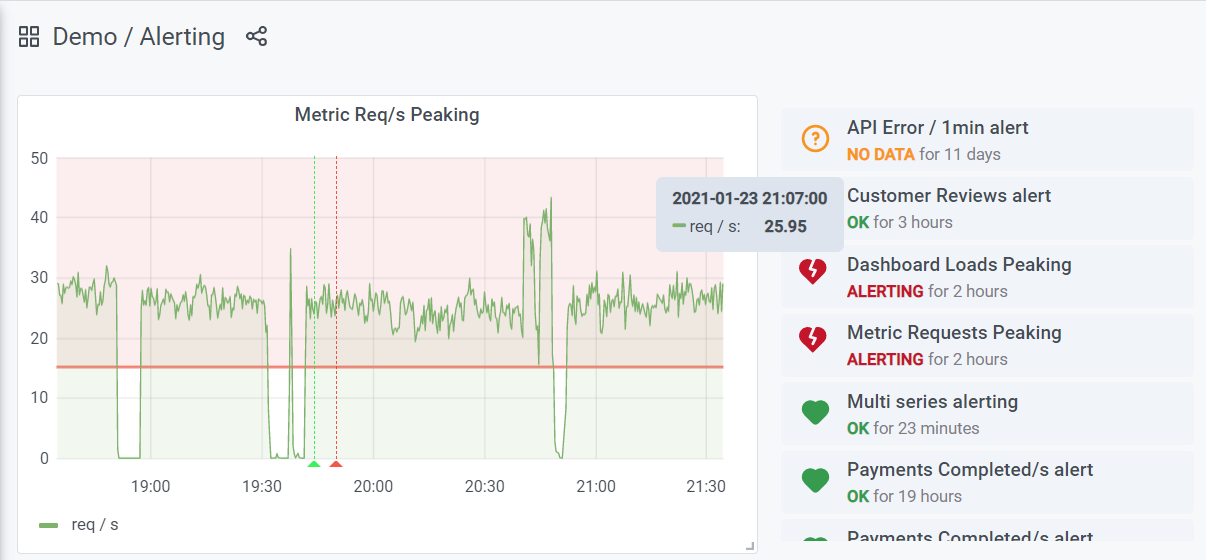 Demo / Alerting
Metric Req/s Peaking
50
40
30
20
10
0
19:00
19:30
20:00
20:30
21:00
21:30
req / s
2021-01-23 21:07:00
req / s: 25.95
?
API Error / 1min alert
NO DATA for 11 days
Customer Reviews alert
OK for 3 hours
Dashboard Loads Peaking
ALERTING for 2 hours
Metric Requests Peaking
ALERTING for 2 hours
Multi series alerting
OK for 23 minutes
Payments Completed/s alert
OK for 19 hours
Payments Completed/s alert